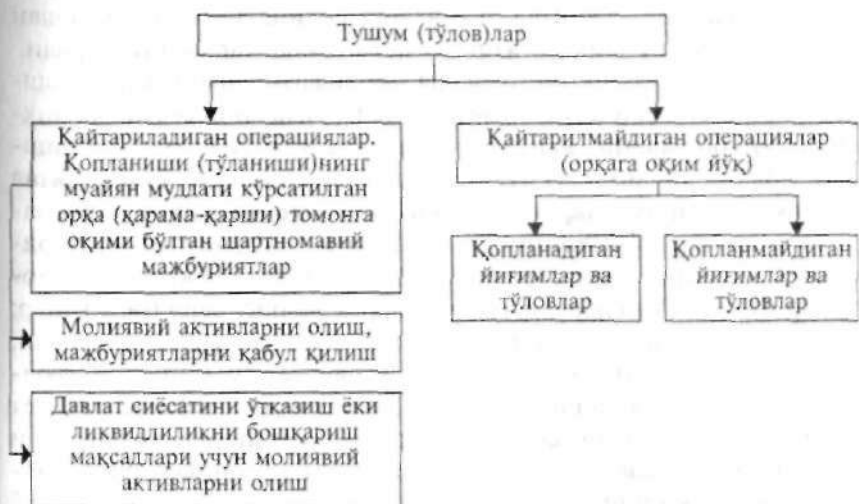 Тушум (тўлов)лар
Қайтариладиган операциялар.
Қопланиши (тўланиши)нинг
муайян муддати кўрсатилган
орқа (қарама-қарши) томонга
оқими бўлган шартномавий
мажбуриятлар
Қайтарилмайдиган операциялар
(орқага оқим йўқ)
Қопланадиган
йиғимлар ва
тўловлар
Қопланмайдиган
йиғимлар ва
тўловлар
Молиявий активларни олиш,
мажбуриятларни қабул қилиш
Давлат сиёсатини ўтказиш ёки
ликвидлиликни бошқариш
мақсадлари учун молиявий
активларни олиш